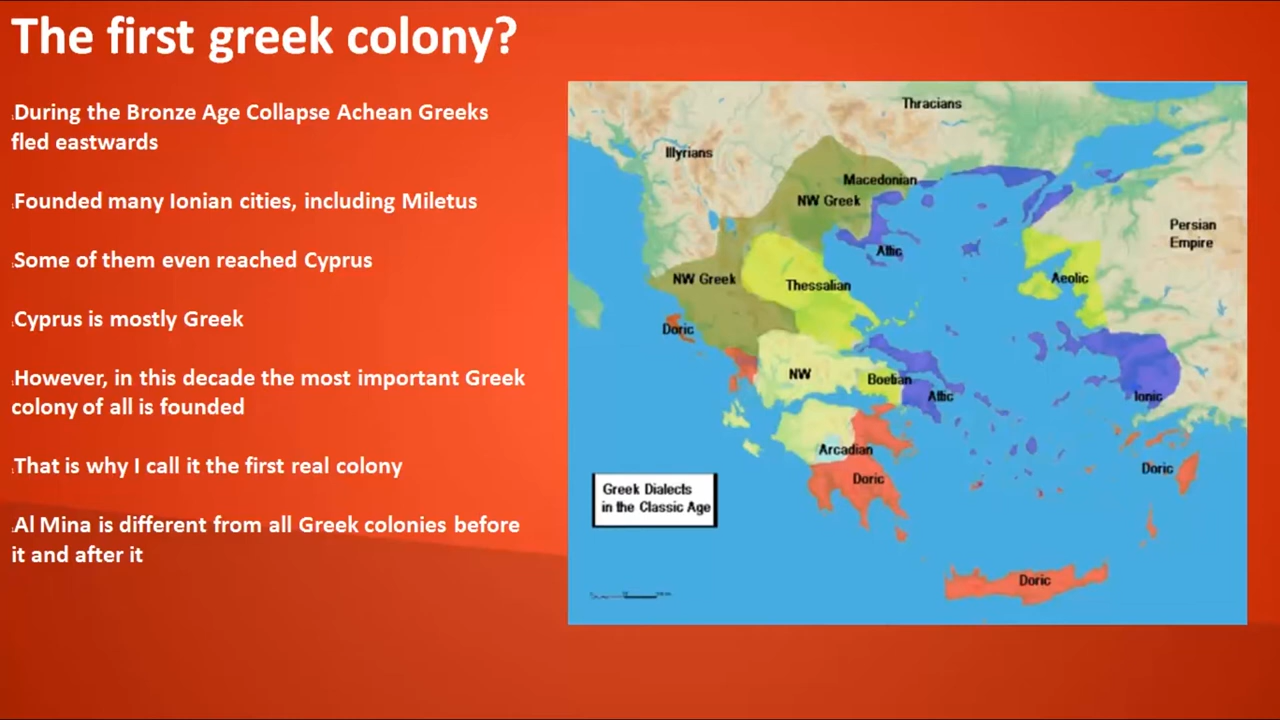 The first greek colony?
During the Bronze Age Collapse Achean Greeks
fled eastwards
Founded many Ionian cities, including Miletus
Some of them even reached Cyprus
Cyprus is mostly Greek
However, in this decade the most important Greek
colony of all is founded
That is why I call it the first real colony
Al Mina is different from all Greek colonies before
it and after it
Thracians
Illyrians
Macedonian
NW Greek
Persian
Empire
Attic
NW Greek
Thessalian
Aeolic
Doric
NW
Boetian
Attic
Ionic
Arcadian
Doric
Doric
Greek Dialects
in the Classic Age
Doric